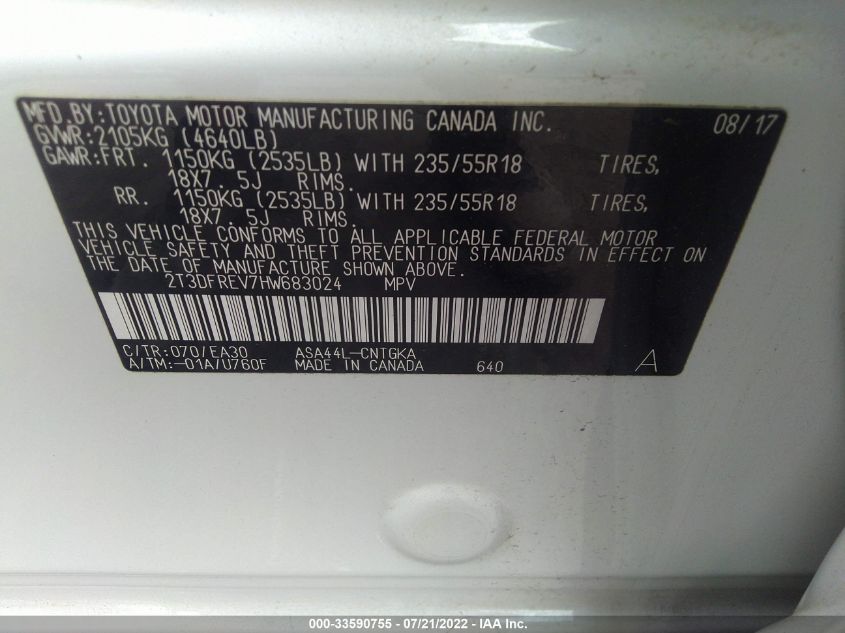 MFD.BY:TOYOTA MOTOR MANUFACTURING CANADA INC. 08/17
GVWR:2105KG (4640LB)
GAWR:FRT. 1150KG (2535LB) WITH 235/55R18 TIRES,
18X7. 5J RIMS.
RR. 1150KG (2535LB) WITH 235/55R18 TIRES,
18X7. 5J RIMS.
THIS VEHICLE CONFORMS TO ALL APPLICABLE FEDERAL MOTOR
VEHICLE SAFETY AND THEFT PREVENTION STANDARDS IN EFFECT ON
THE DATE OF MANUFACTURE SHOWN ABOVE.
2T3DFREV7HW683024 MPV
C/TR:070/EA30 ASA44L-CNTGKA
A/TM:-01A/U760F MADE IN CANADA 640 A
000-33590755 - 07/21/2022 - IAA Inc.